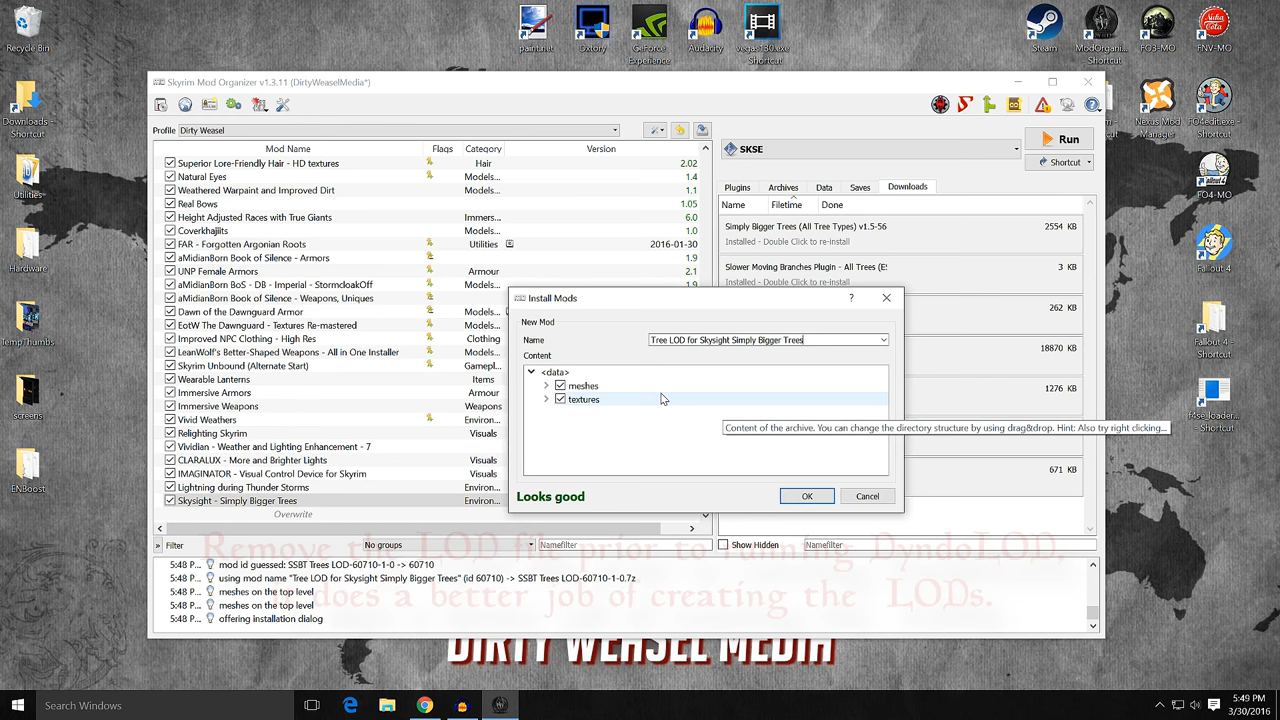 Recycle Bin
Downloads - Shortcut
Utilities
Hardware
TempThumbs
screens
ENBoost
paint.net
Oxtory
GeForce Experience
Audacity
vegas130.exe Shortcut
Steam
ModOrgani... Shortcut
FO3-MO
FNV-MO
Nexus Mod Manager
FO4edit.exe - Shortcut
FO4-MO
Fallout 4
Fallout 4 - Shortcut
f4se_loader... - Shortcut
Skyrim Mod Organizer v1.3.11 (DirtyWeaselMedia*)
Profile Dirty Weasel
Mod Name Flags Category Version
Superior Lore-Friendly Hair - HD textures Hair 2.02
Natural Eyes Models... 1.4
Weathered Warpaint and Improved Dirt Models... 1.1
Real Bows 1.05
Height Adjusted Races with True Giants Immers... 6.0
Coverkhajiits Models... 1.0
FAR - Forgotten Argonian Roots Utilities 2016-01-30
aMidianBorn Book of Silence - Armors 1.9
UNP Female Armors Armour 2.1
aMidianBorn BoS - DB - Imperial - StormcloakOff Models... 1.9
aMidianBorn Book of Silence - Weapons, Uniques
Dawn of the Dawnguard Armor Models...
EotW The Dawnguard - Textures Re-mastered Models...
Improved NPC Clothing - High Res Clothing
LeanWolf's Better-Shaped Weapons - All in One Installer Models...
Skyrim Unbound (Alternate Start) Gamepl...
Wearable Lanterns Items
Immersive Armors Armour
Immersive Weapons Weapons
Vivid Weathers Enviro...
Relighting Skyrim Visuals
Vividian - Weather and Lighting Enhancement - 7
CLARALUX - More and Brighter Lights Visuals
IMAGINATOR - Visual Control Device for Skyrim Visuals
Lightning during Thunder Storms Environ...
Skysight - Simply Bigger Trees Environ...
Overwrite
Filter No groups Namefilter
SKSE
Run
Shortcut
Plugins Archives Data Saves Downloads
Name Filetime Done
Simply Bigger Trees (All Tree Types) v1.5-56 2554 KB
Installed - Double Click to re-install
Slower Moving Branches Plugin - All Trees (E! 3 KB
Installed - Double Click to re-install
262 KB
18870 KB
1276 KB
671 KB
Show Hidden Namefilter
Install Mods
New Mod
Name Tree LOD for Skysight Simply Bigger Trees
Content
<data>
meshes
textures
Content of the archive. You can change the directory structure by using drag&drop. Hint: Also try right clicking...
Looks good
OK
Cancel
Remove the LOD file prior to running DyndoLOD,
does a better job of creating the LODs.
5:48 P... mod id guessed: SSBT Trees LOD-60710-1-0 -> 60710
5:48 P... using mod name "Tree LOD for Skysight Simply Bigger Trees" (id 60710) -> SSBT Trees LOD-60710-1-0.7z
5:48 P... meshes on the top level
5:48 P... meshes on the top level
5:48 P... offering installation dialog
DIRTY WEASEL MEDIA
Search Windows
5:49 PM
3/30/2016